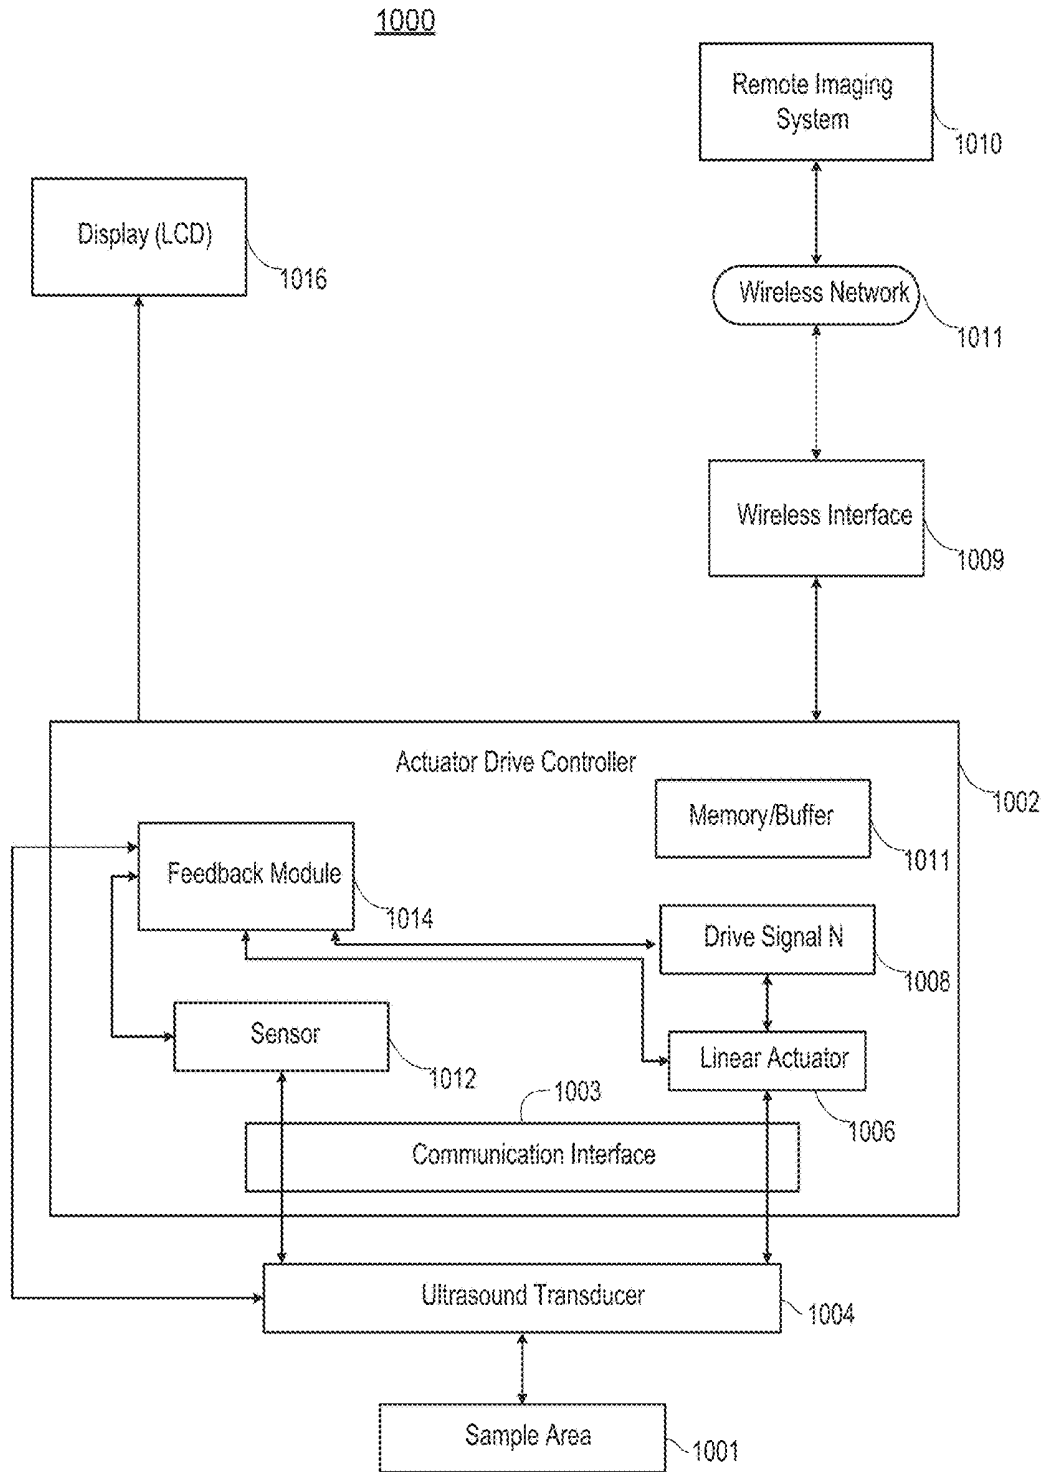 1000
Remote Imaging
System
1010
Display (LCD)
1016
Wireless Network
1011
Wireless Interface
1009
Actuator Drive Controller
1002
Memory/Buffer
1011
Feedback Module
1014
Drive Signal N
1008
Sensor
1012
Linear Actuator
1006
1003
Communication Interface
Ultrasound Transducer
1004
Sample Area
1001